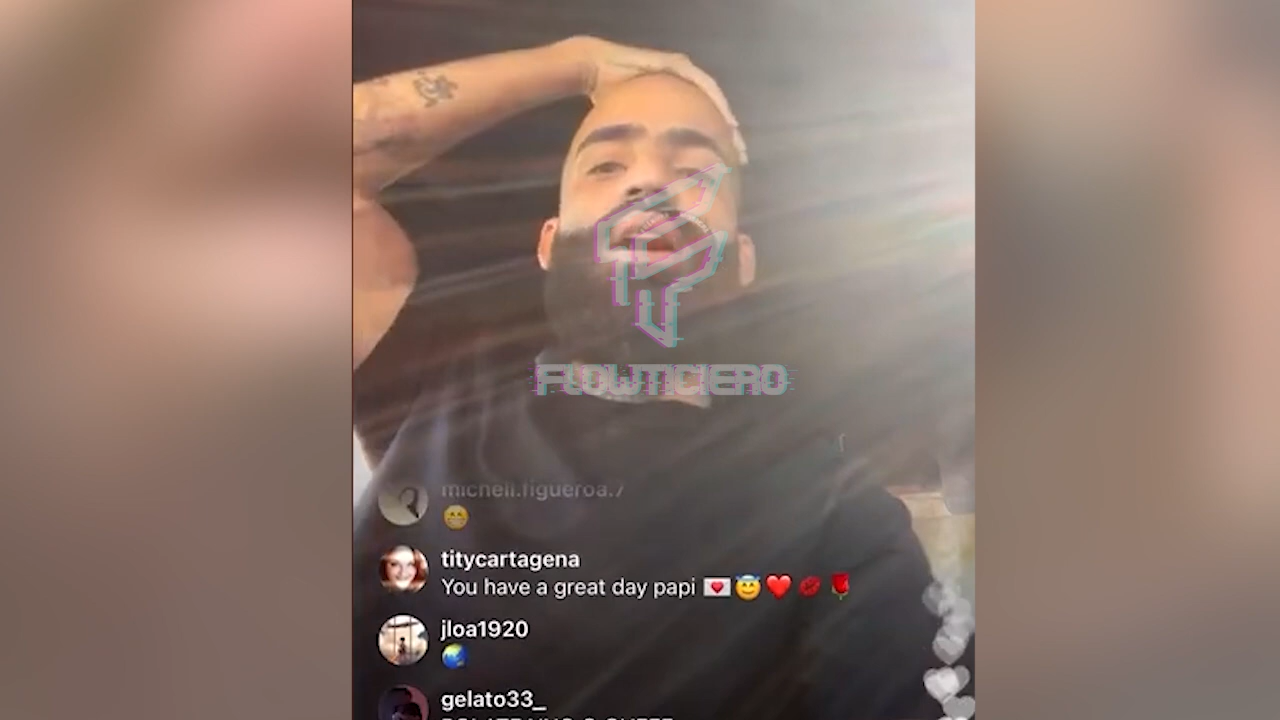 FLOWTICIERO
michell.figueroa.7
😁
titycartagena
You have a great day papi 💌😇❤️💋🌹
jloa1920
🌏
gelato33_